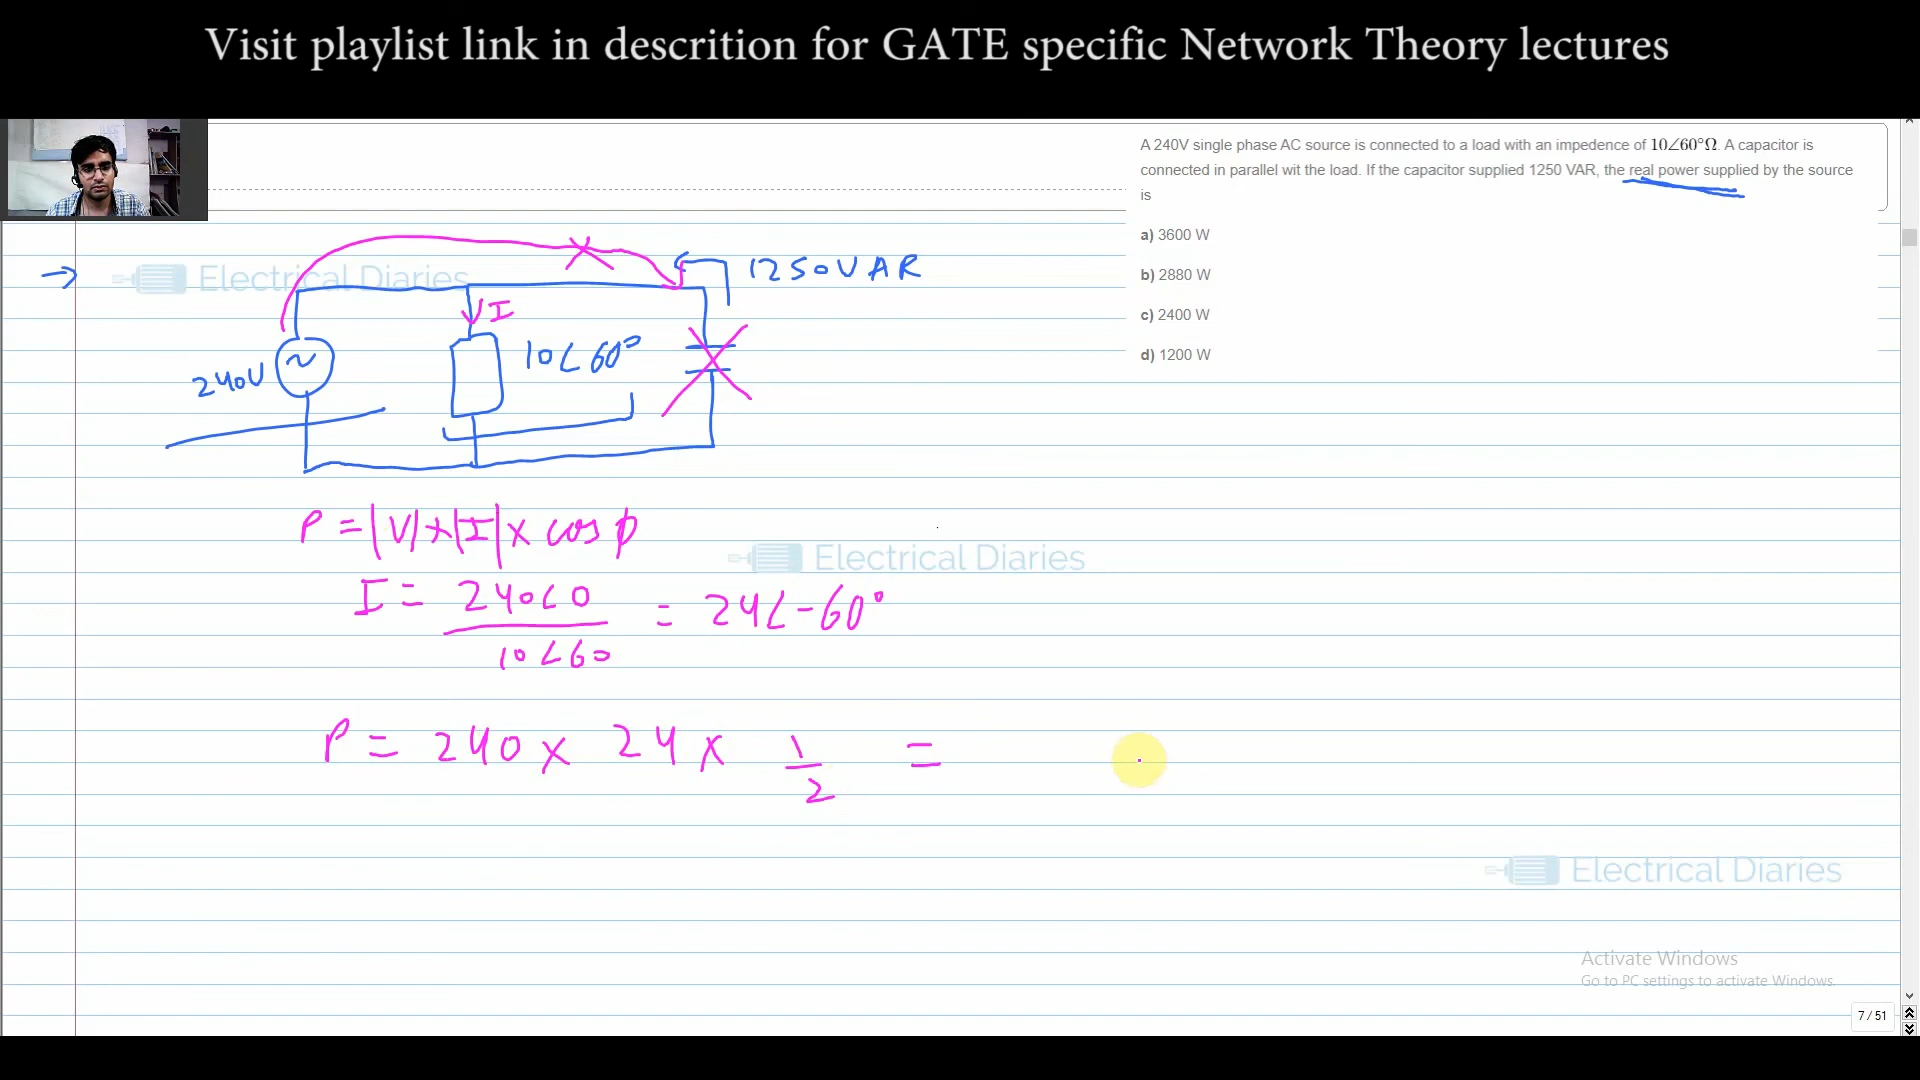 Visit playlist link in descrition for GATE specific Network Theory lectures
A 240V single phase AC source is connected to a load with an impedence of 10∠60°Ω. A capacitor is
connected in parallel wit the load. If the capacitor supplied 1250 VAR, the real power supplied by the source
is
a) 3600 W
b) 2880 W
c) 2400 W
d) 1200 W
Electrical Diaries
1250VAR
I
240V
10∠60°
P = |V|×|I|× cosφ
Electrical Diaries
I = 240∠0 / 10∠60 = 24∠-60°
P = 240 × 24 × 1/2 =
Electrical Diaries
Activate Windows
Go to PC settings to activate Windows.
7 / 51